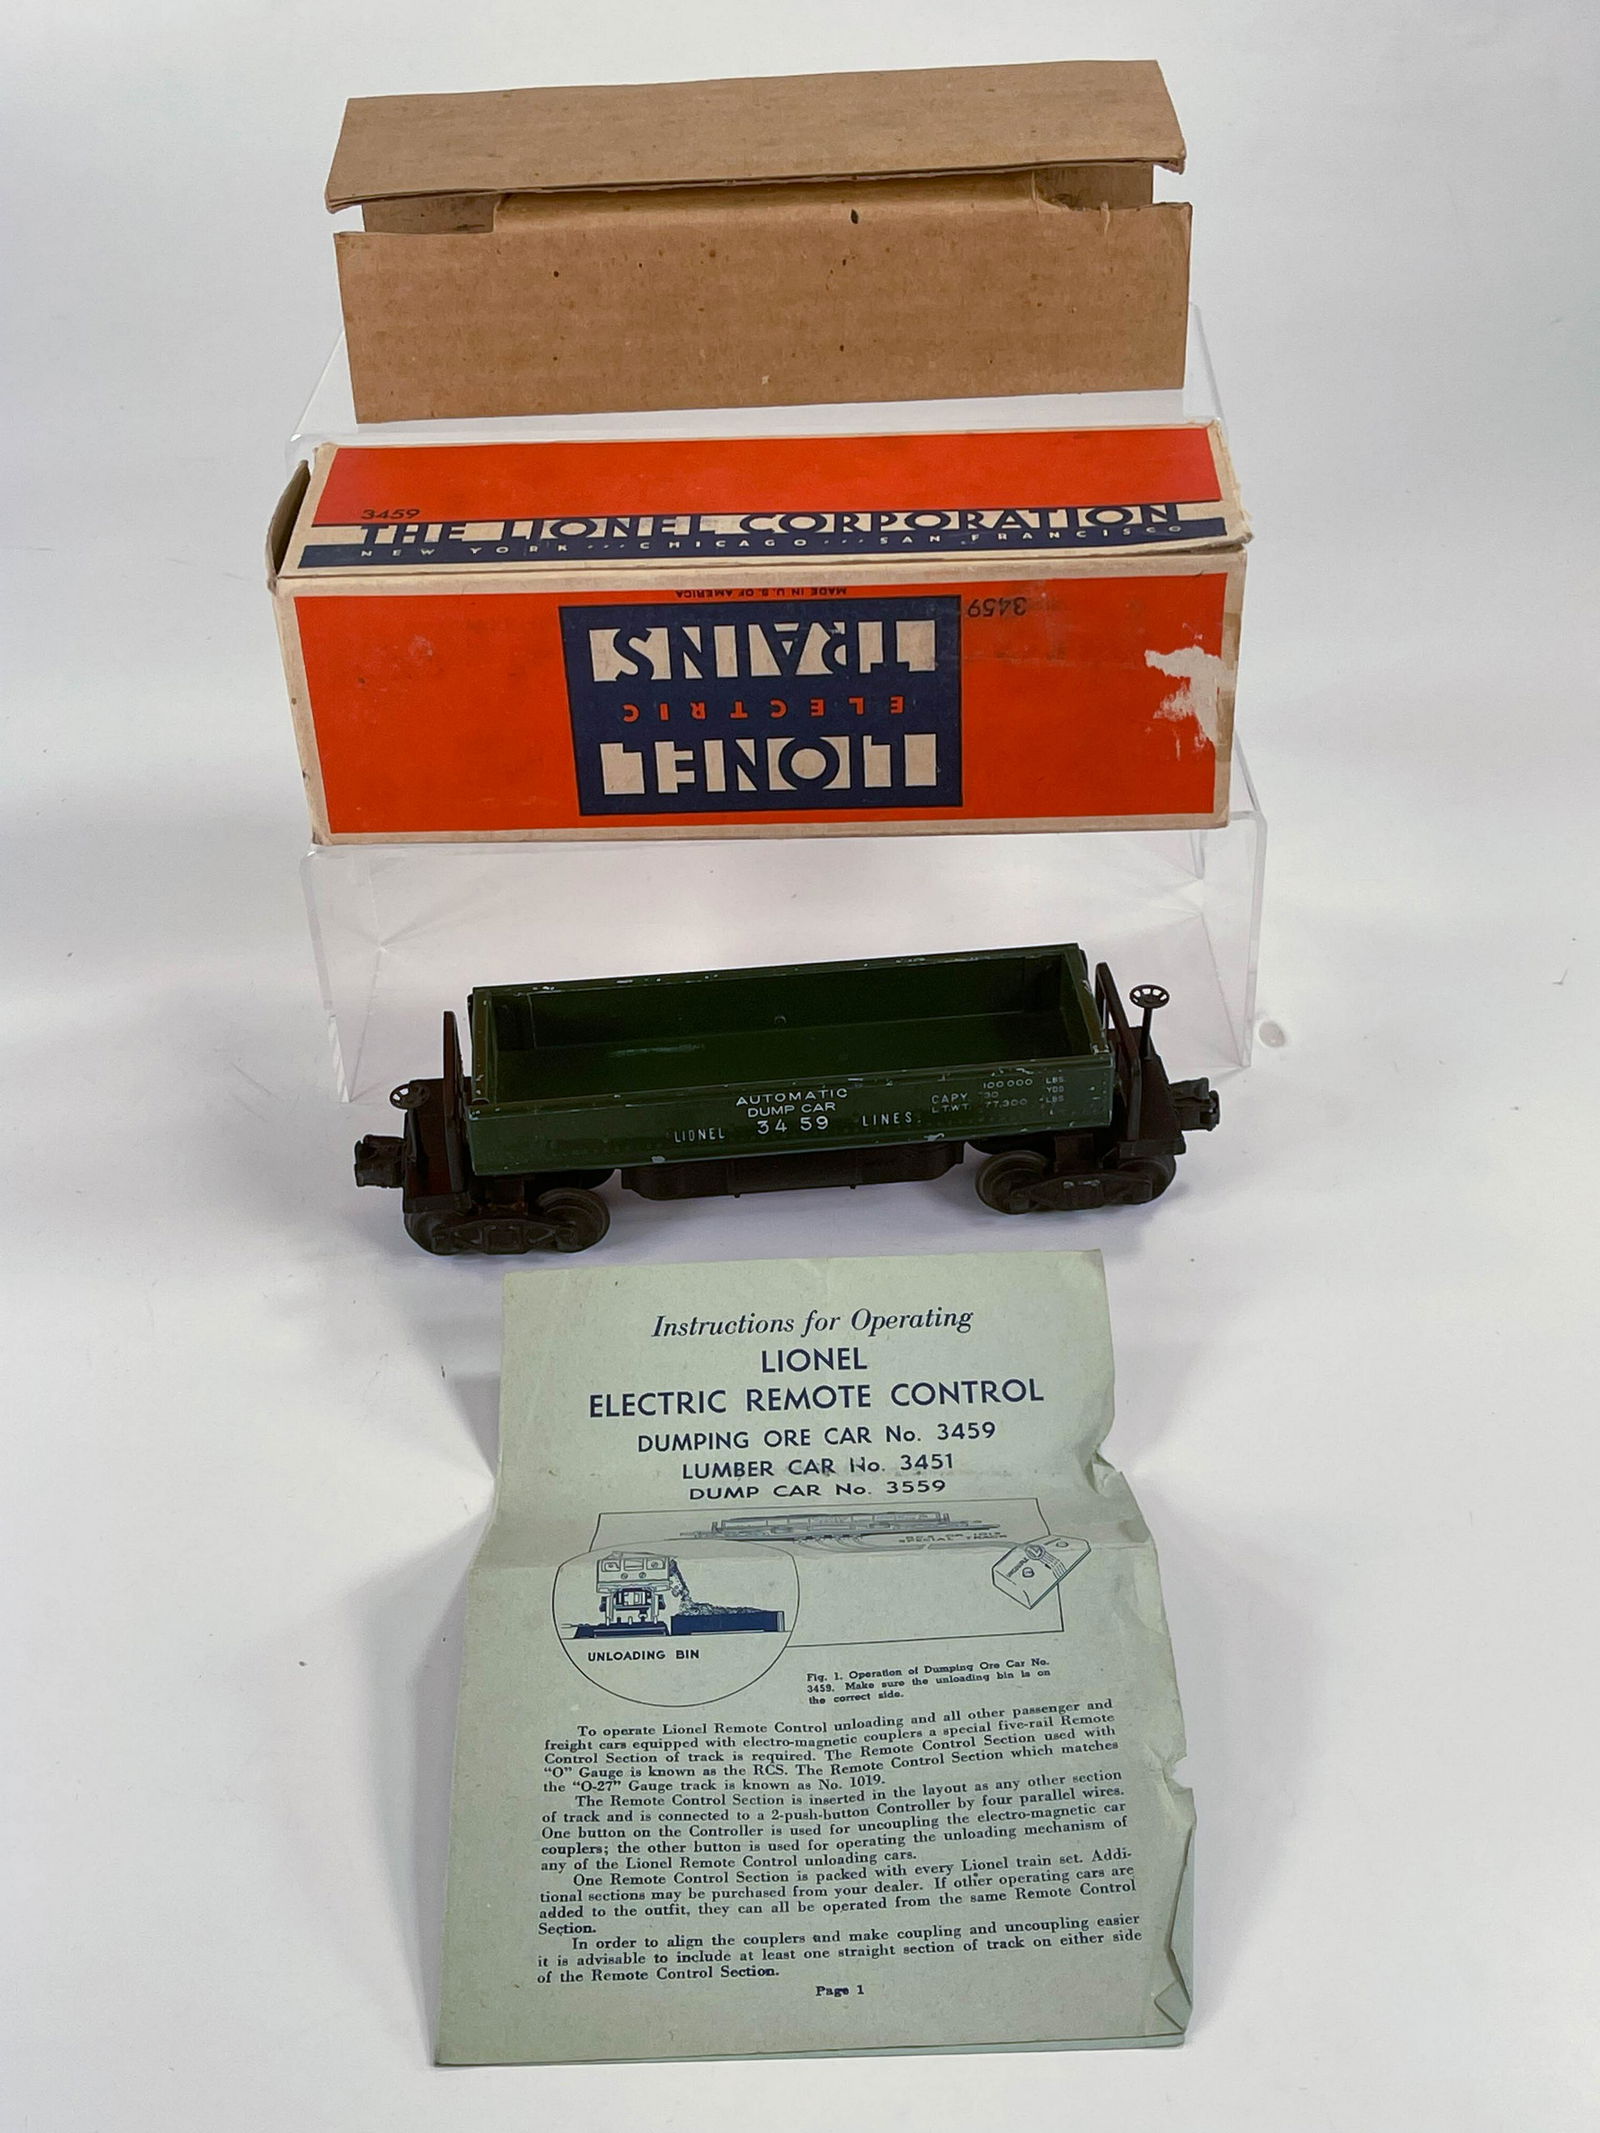 3459
THE LIONEL CORPORATION
NEW YORK --- CHICAGO --- SAN FRANCISCO
MADE IN U.S. OF AMERICA
3459
LIONEL
ELECTRIC
TRAINS
AUTOMATIC
DUMP CAR
LIONEL 3459 LINES
CAPY 100000 LBS.
30 YDS
LT.WT. 77,300 LBS
Instructions for Operating
LIONEL
ELECTRIC REMOTE CONTROL
DUMPING ORE CAR No. 3459
LUMBER CAR No. 3451
DUMP CAR No. 3559
RCS OR 1019
SPECIAL TRACK
UNLOADING BIN
Fig. 1. Operation of Dumping Ore Car No.
3459. Make sure the unloading bin is on
the correct side.
To operate Lionel Remote Control unloading and all other passenger and
freight cars equipped with electro-magnetic couplers a special five-rail Remote
Control Section of track is required. The Remote Control Section used with
"O" Gauge is known as the RCS. The Remote Control Section which matches
the "O-27" Gauge track is known as No. 1019.
The Remote Control Section is inserted in the layout as any other section
of track and is connected to a 2-push-button Controller by four parallel wires.
One button on the Controller is used for uncoupling the electro-magnetic car
couplers; the other button is used for operating the unloading mechanism of
any of the Lionel Remote Control unloading cars.
One Remote Control Section is packed with every Lionel train set. Addi-
tional sections may be purchased from your dealer. If other operating cars are
added to the outfit, they can all be operated from the same Remote Control
Section.
In order to align the couplers and make coupling and uncoupling easier
it is advisable to include at least one straight section of track on either side
of the Remote Control Section.
Page 1